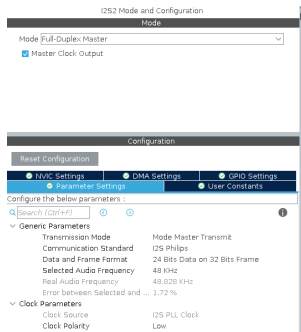 I2S2 Mode and Configuration
Mode
Mode Full-Duplex Master
Master Clock Output
Configuration
Reset Configuration
NVIC Settings DMA Settings GPIO Settings
Parameter Settings User Constants
Configure the below parameters :
Search (Ctrl+F)
Generic Parameters
Transmission Mode Mode Master Transmit
Communication Standard I2S Philips
Data and Frame Format 24 Bits Data on 32 Bits Frame
Selected Audio Frequency 48 KHz
Real Audio Frequency 48.828 KHz
Error between Selected and ... 1.72 %
Clock Parameters
Clock Source I2S PLL Clock
Clock Polarity Low